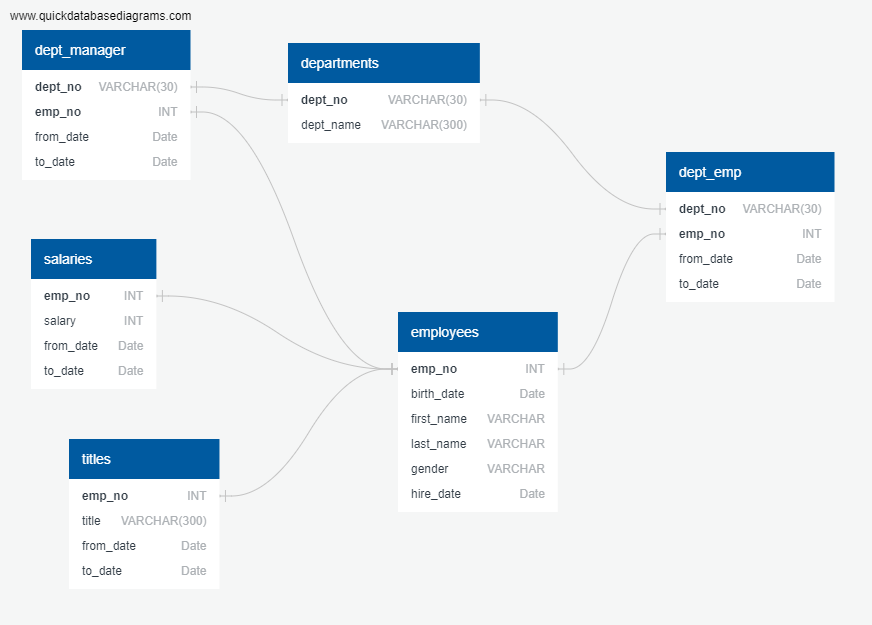 www.quickdatabasediagrams.com
dept_manager
dept_no VARCHAR(30)
emp_no INT
from_date Date
to_date Date
departments
dept_no VARCHAR(30)
dept_name VARCHAR(300)
dept_emp
dept_no VARCHAR(30)
emp_no INT
from_date Date
to_date Date
salaries
emp_no INT
salary INT
from_date Date
to_date Date
employees
emp_no INT
birth_date Date
first_name VARCHAR
last_name VARCHAR
gender VARCHAR
hire_date Date
titles
emp_no INT
title VARCHAR(300)
from_date Date
to_date Date